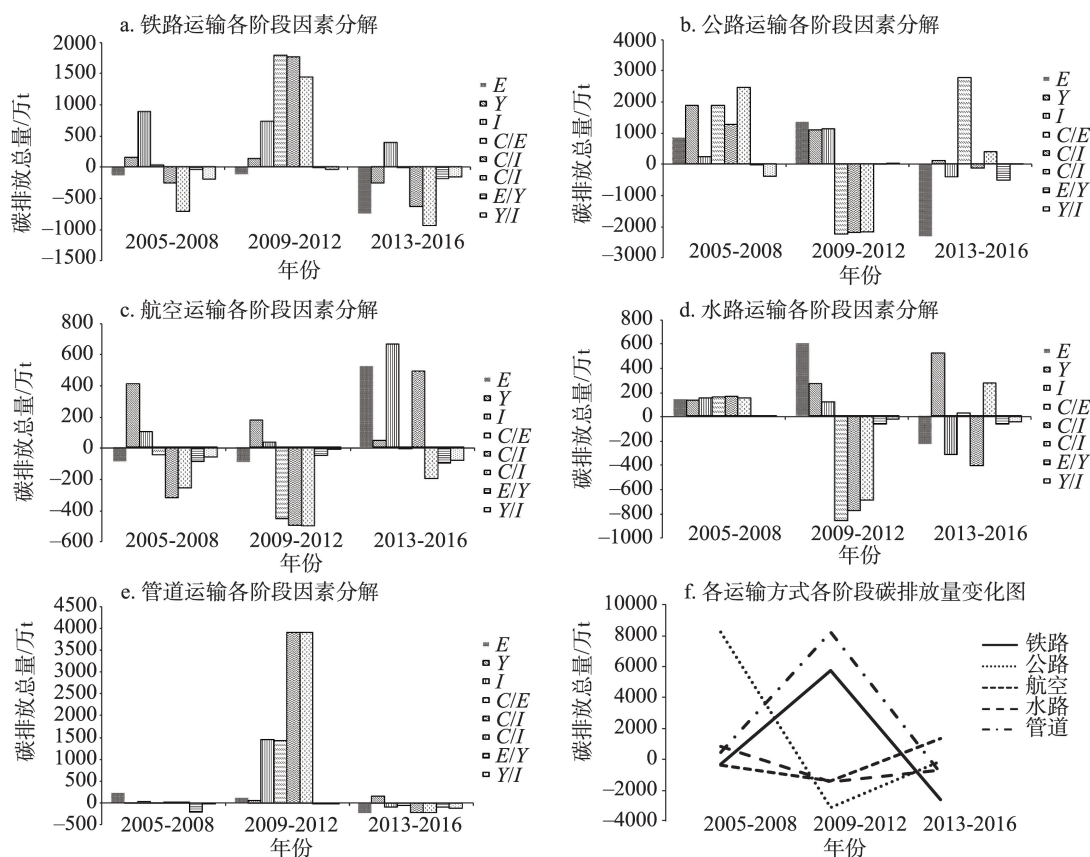 a. 铁路运输各阶段因素分解
碳排放总量/万t
2000
1500
1000
500
0
−500
−1000
−1500
2005-2008
2009-2012
2013-2016
年份
E
Y
I
C/E
C/I
C/I
E/Y
Y/I
b. 公路运输各阶段因素分解
碳排放总量/万t
4000
3000
2000
1000
0
−1000
−2000
−3000
2005-2008
2009-2012
2013-2016
年份
E
Y
I
C/E
C/I
C/I
E/Y
Y/I
c. 航空运输各阶段因素分解
碳排放总量/万t
800
600
400
200
0
−200
−400
−600
2005-2008
2009-2012
2013-2016
年份
E
Y
I
C/E
C/I
C/I
E/Y
Y/I
d. 水路运输各阶段因素分解
碳排放总量/万t
800
600
400
200
0
−200
−400
−600
−800
−1000
2005-2008
2009-2012
2013-2016
年份
E
Y
I
C/E
C/I
C/I
E/Y
Y/I
e. 管道运输各阶段因素分解
碳排放总量/万t
4500
4000
3500
3000
2500
2000
1500
1000
500
0
−500
2005-2008
2009-2012
2013-2016
年份
E
Y
I
C/E
C/I
C/I
E/Y
Y/I
f. 各运输方式各阶段碳排放量变化图
碳排放总量/万t
10000
8000
6000
4000
2000
0
−2000
−4000
2005-2008
2009-2012
2013-2016
年份
铁路
公路
航空
水路
管道